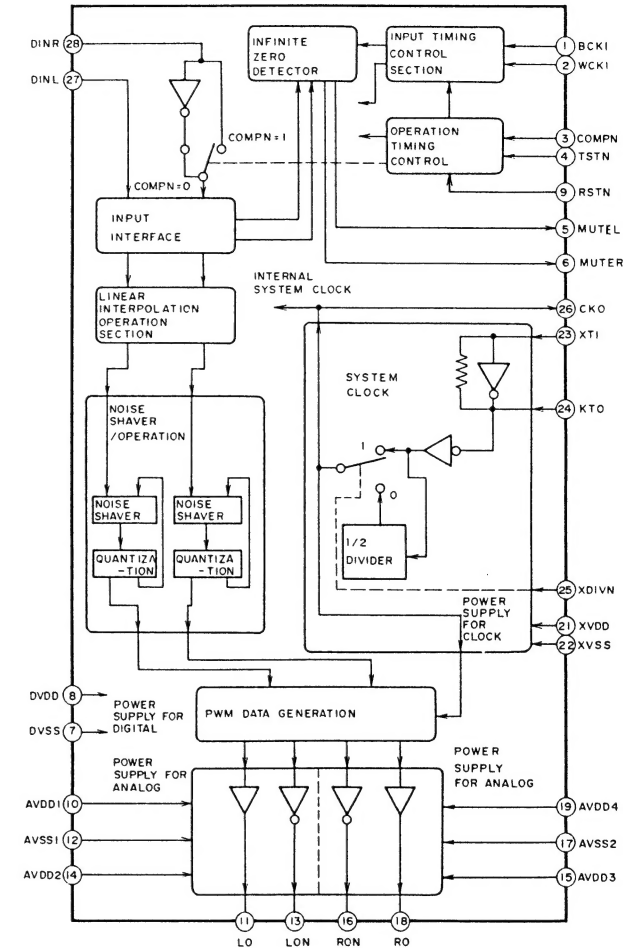 DINR 28
DINL 27
INFINITE
ZERO
DETECTOR
INPUT TIMING
CONTROL
SECTION
1 BCKI
2 WCKI
COMPN=1
OPERATION
TIMING
CONTROL
3 COMPN
4 TSTN
COMPN=0
9 RSTN
INPUT
INTERFACE
5 MUTEL
6 MUTER
INTERNAL
SYSTEM CLOCK
LINEAR
INTERPOLATION
OPERATION
SECTION
26 CKO
23 XTI
SYSTEM
CLOCK
24 KTO
NOISE
SHAVER
/OPERATION
1
0
NOISE
SHAVER
NOISE
SHAVER
1/2
DIVIDER
QUANTIZA
-TION
QUANTIZA
-TION
25 XDIVN
POWER
SUPPLY
FOR
CLOCK
21 XVDD
22 XVSS
DVDD 8
DVSS 7
POWER
SUPPLY FOR
DIGITAL
PWM DATA GENERATION
POWER
SUPPLY FOR
ANALOG
POWER
SUPPLY
FOR ANALOG
AVDD1 10
AVSS1 12
AVDD2 14
19 AVDD4
17 AVSS2
15 AVDD3
11 13 16 18
LO LON RON RO